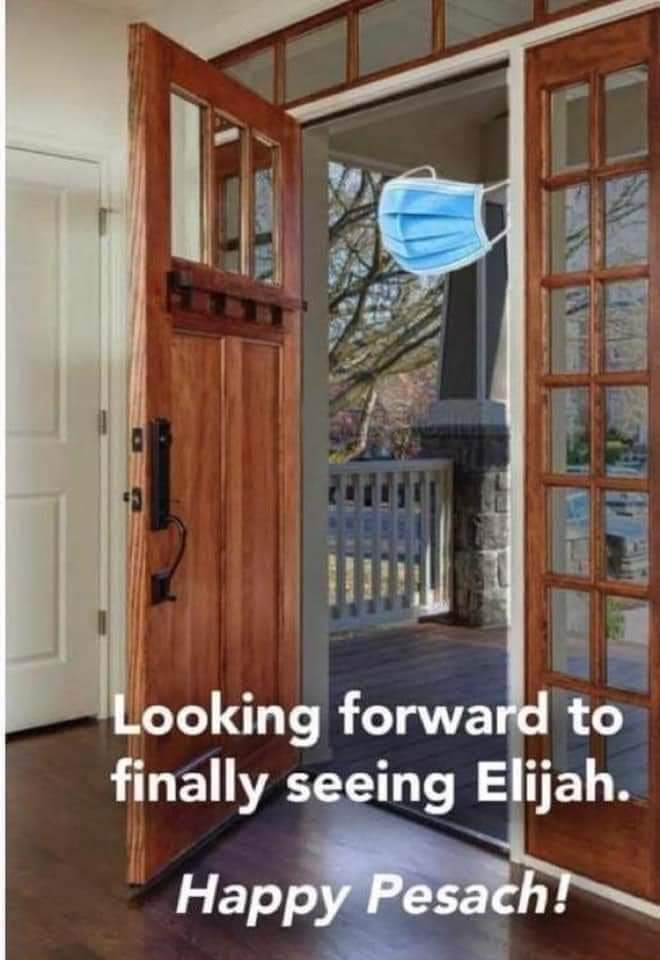 Looking forward to
finally seeing Elijah.
Happy Pesach!